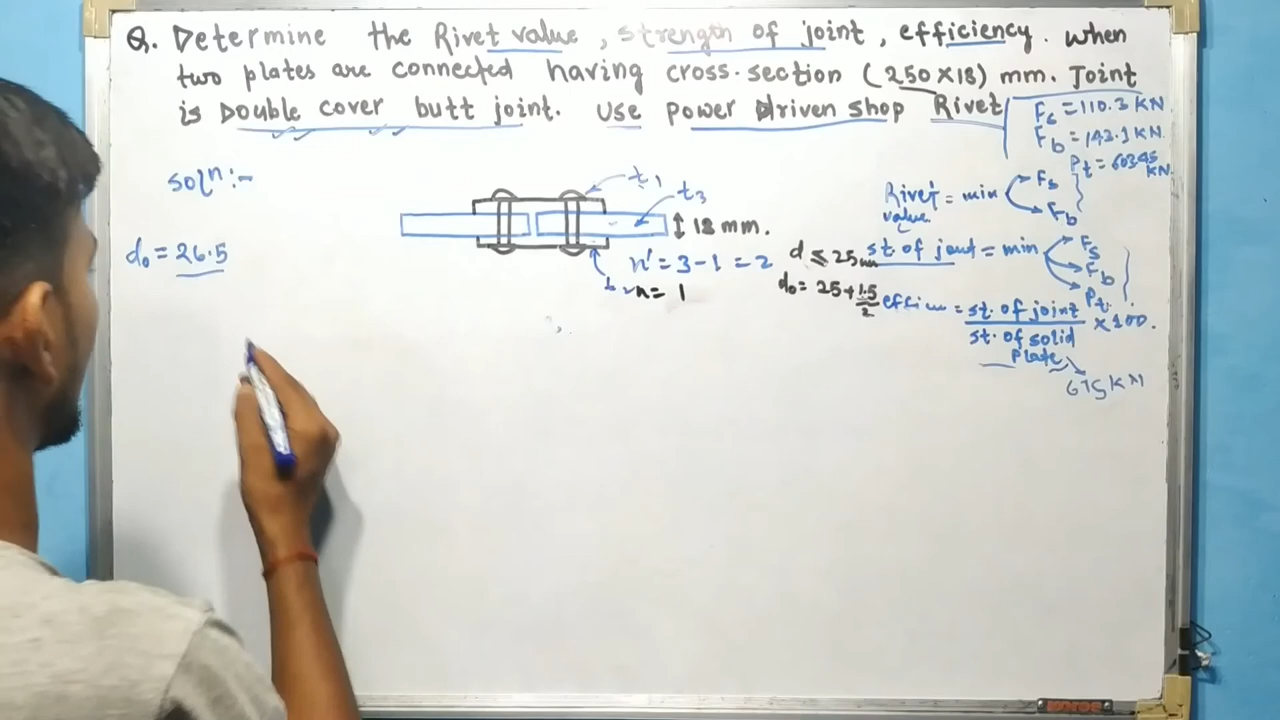 Q. Determine the Rivet value, strength of joint, efficiency. when
two plates are connected having cross-section (250×18) mm. Joint
is Double cover butt joint. Use power Driven shop Rivet
Fs = 110.3 KN
Fb = 143.1 KN.
Pt = 603.45 KN.
solⁿ :-
t1
t3
18 mm.
d0 = 26.5
n' = 3 - 1 = 2
n = 1
d ≤ 25mm
d0 = 25 + 1.5/2
Rivet value = min
Fs
Fb
st. of joint = min
Fs
Fb
Pt.
= st. of joint / st. of solid plate × 100.
675 KN